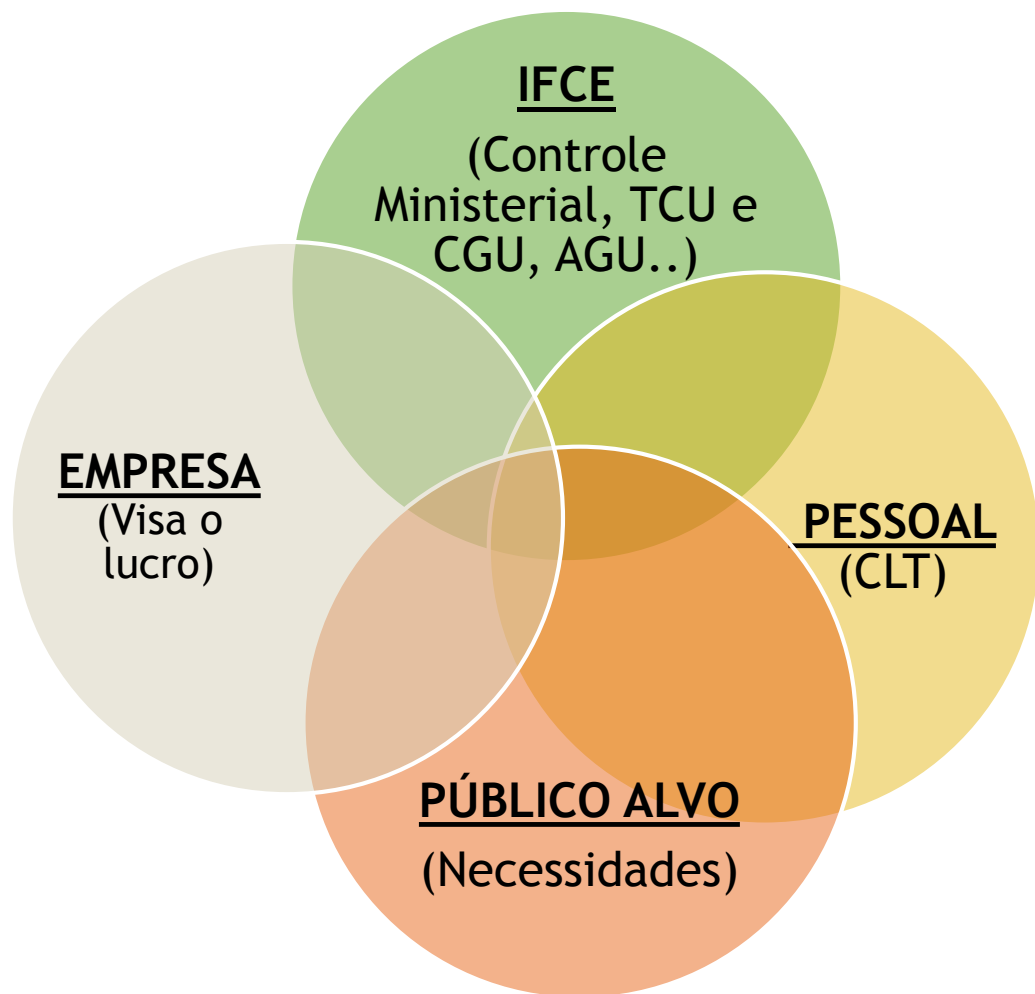 IFCE
(Controle
Ministerial, TCU e
CGU, AGU..)
EMPRESA
(Visa o
lucro)
PESSOAL
(CLT)
PÚBLICO ALVO
(Necessidades)